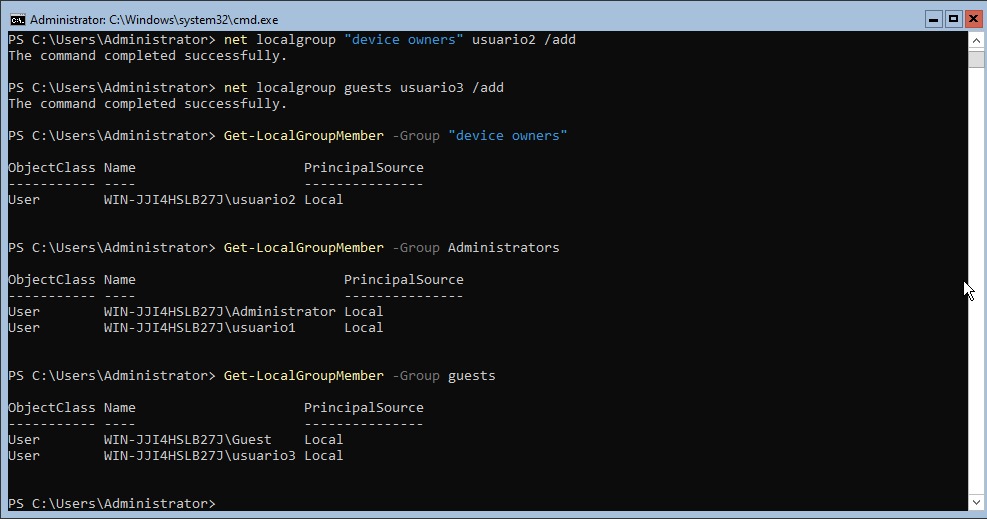 Administrator: C:\Windows\system32\cmd.exe
PS C:\Users\Administrator> net localgroup "device owners" usuario2 /add
The command completed successfully.
PS C:\Users\Administrator> net localgroup guests usuario3 /add
The command completed successfully.
PS C:\Users\Administrator> Get-LocalGroupMember -Group "device owners"
ObjectClass Name                     PrincipalSource
----------- ----                     ---------------
User        WIN-JJI4HSLB27J\usuario2 Local
PS C:\Users\Administrator> Get-LocalGroupMember -Group Administrators
ObjectClass Name                          PrincipalSource
----------- ----                          ---------------
User        WIN-JJI4HSLB27J\Administrator Local
User        WIN-JJI4HSLB27J\usuario1      Local
PS C:\Users\Administrator> Get-LocalGroupMember -Group guests
ObjectClass Name                     PrincipalSource
----------- ----                     ---------------
User        WIN-JJI4HSLB27J\Guest    Local
User        WIN-JJI4HSLB27J\usuario3 Local
PS C:\Users\Administrator>